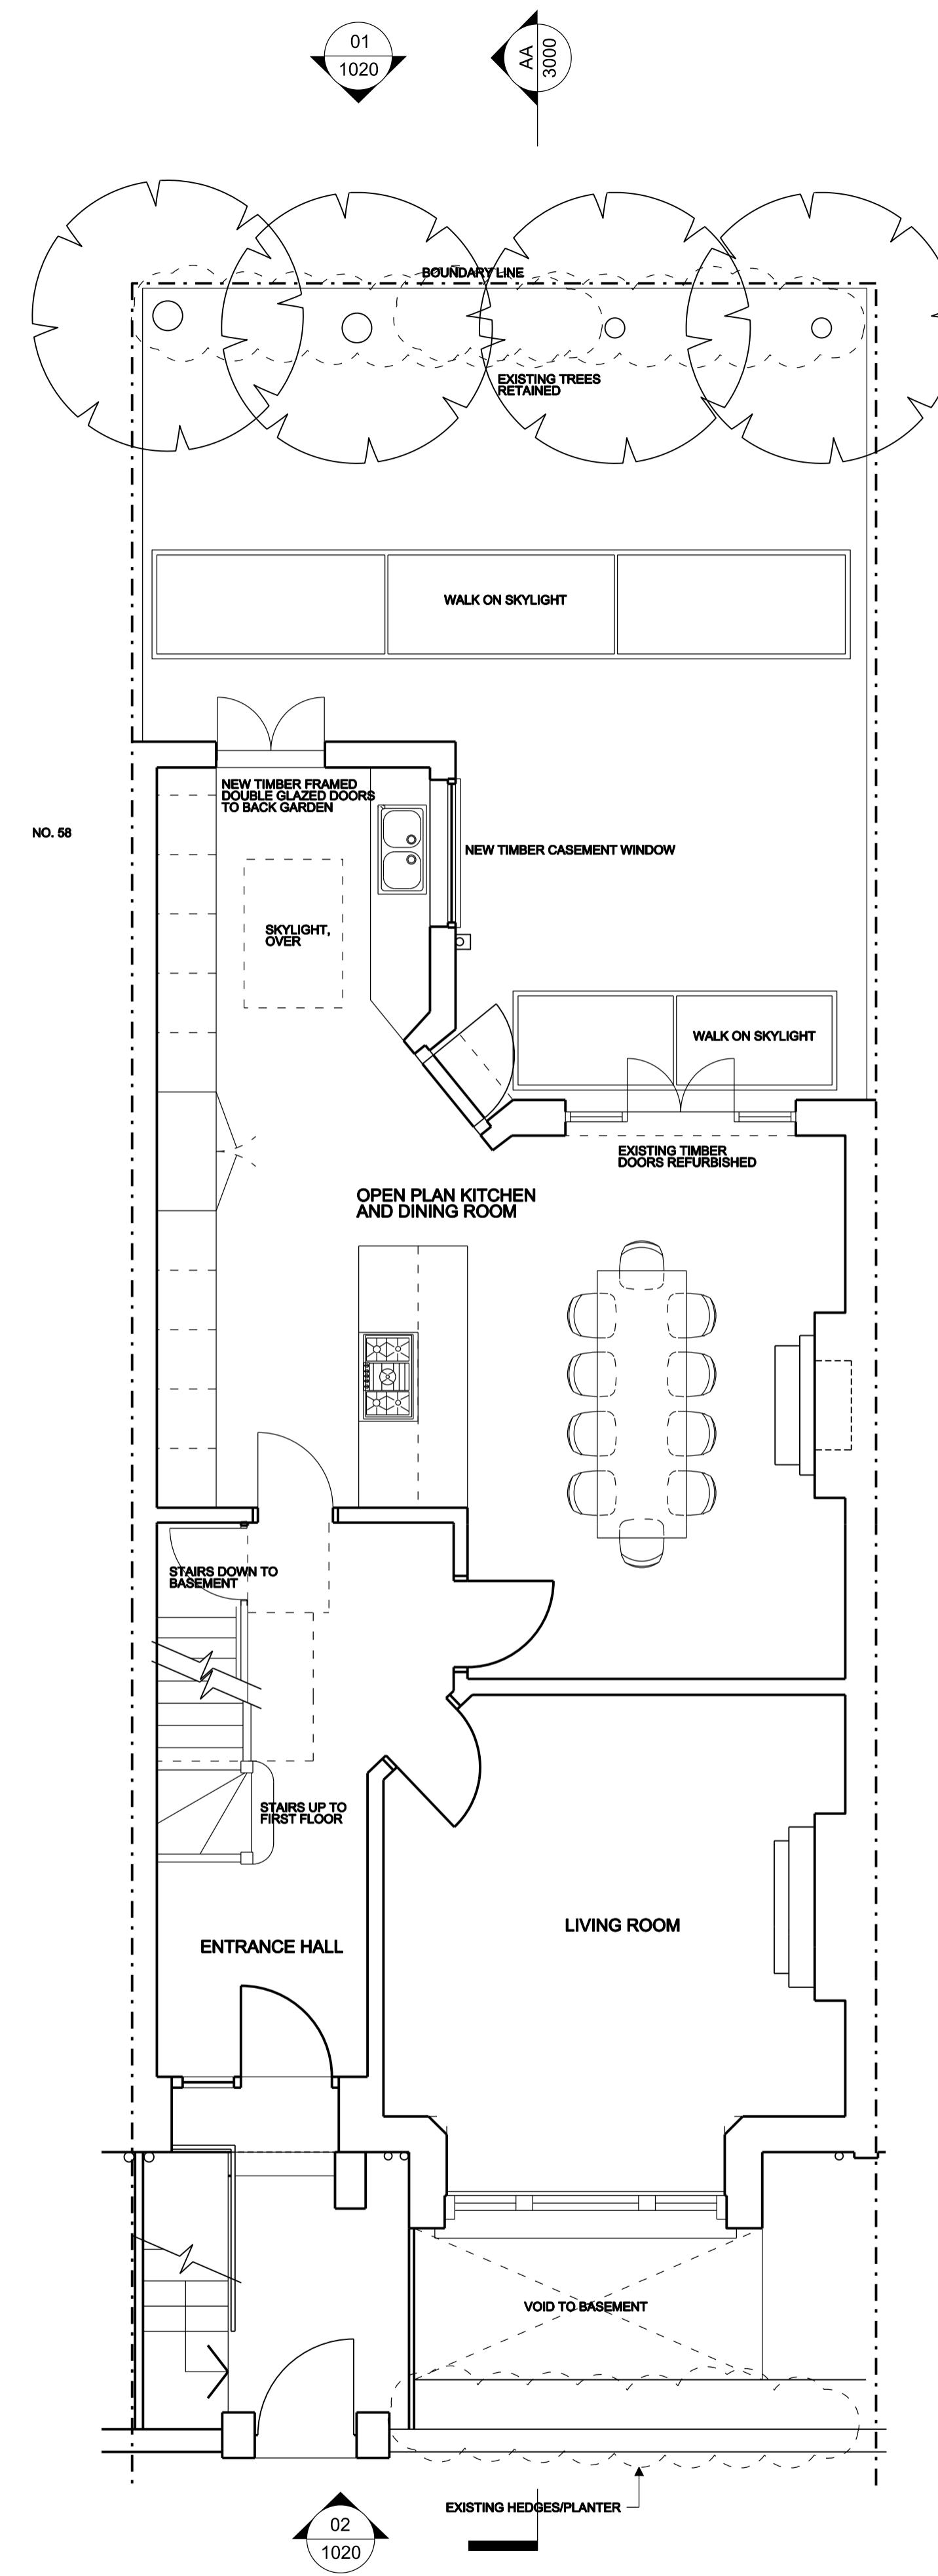 01
1020
AA
3000
BOUNDARY LINE
EXISTING TREES
RETAINED
WALK ON SKYLIGHT
NEW TIMBER FRAMED
DOUBLE GLAZED DOORS
TO BACK GARDEN
NO. 58
NEW TIMBER CASEMENT WINDOW
SKYLIGHT,
OVER
WALK ON SKYLIGHT
EXISTING TIMBER
DOORS REFURBISHED
OPEN PLAN KITCHEN
AND DINING ROOM
STAIRS DOWN TO
BASEMENT
STAIRS UP TO
FIRST FLOOR
LIVING ROOM
ENTRANCE HALL
VOID TO BASEMENT
EXISTING HEDGES/PLANTER
02
1020